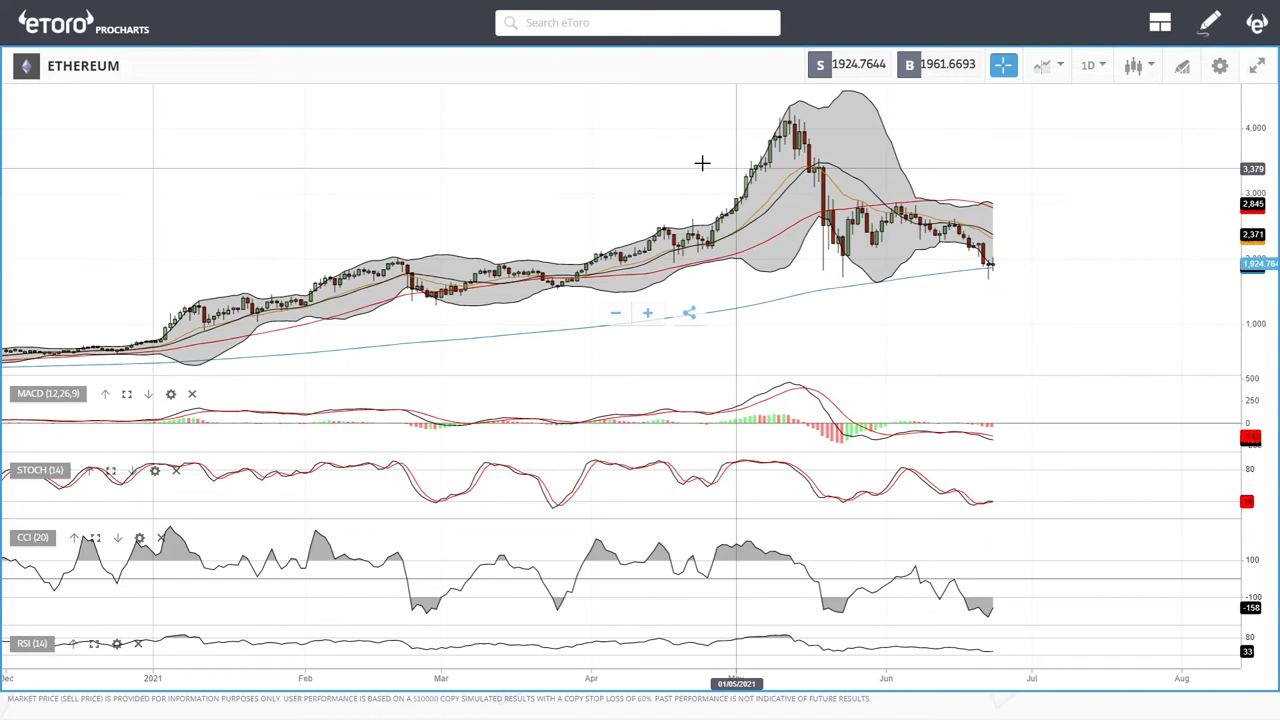 eToro PROCHARTS
Search eToro
ETHEREUM
S 1924.7644 B 1961.6693 1D
4,000
3,379
3,000
2,845
2,371
1,924.764
1,000
MACD (12,26,9)
500
250
0
STOCH (14)
80
CCI (20)
100
-100
-158
RSI (14)
80
33
Dec 2021 Feb Mar Apr Jun Jul Aug
01/05/2021
MARKET PRICE (SELL PRICE) IS PROVIDED FOR INFORMATION PURPOSES ONLY. USER PERFORMANCE IS BASED ON A $10000 COPY SIMULATED RESULTS WITH A COPY STOP LOSS OF 60%. PAST PERFORMANCE IS NOT INDICATIVE OF FUTURE RESULTS.